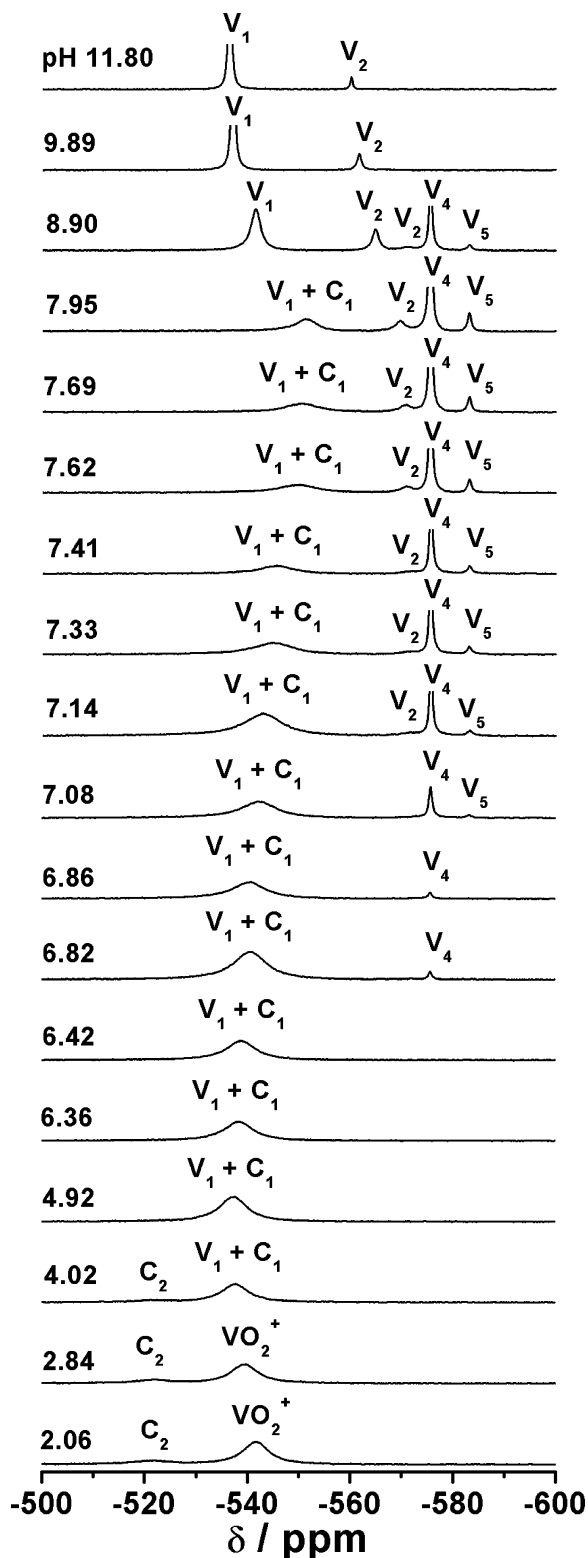 V₁
pH 11.80 V₂
V₁
9.89 V₂
V₁ V₂ V₂ V₄
8.90 V₅
V₁ + C₁ V₂ V₄ V₅
7.95
V₁ + C₁ V₂ V₄ V₅
7.69
V₁ + C₁ V₂ V₄ V₅
7.62
V₁ + C₁ V₂ V₄ V₅
7.41
V₁ + C₁ V₂ V₄ V₅
7.33
V₁ + C₁ V₂ V₄ V₅
7.14
V₁ + C₁ V₄ V₅
7.08
V₁ + C₁ V₄
6.86
V₁ + C₁ V₄
6.82
V₁ + C₁
6.42
V₁ + C₁
6.36
V₁ + C₁
4.92
V₁ + C₁
4.02 C₂
VO₂⁺
2.84 C₂
VO₂⁺
2.06 C₂
-500 -520 -540 -560 -580 -600
δ / ppm